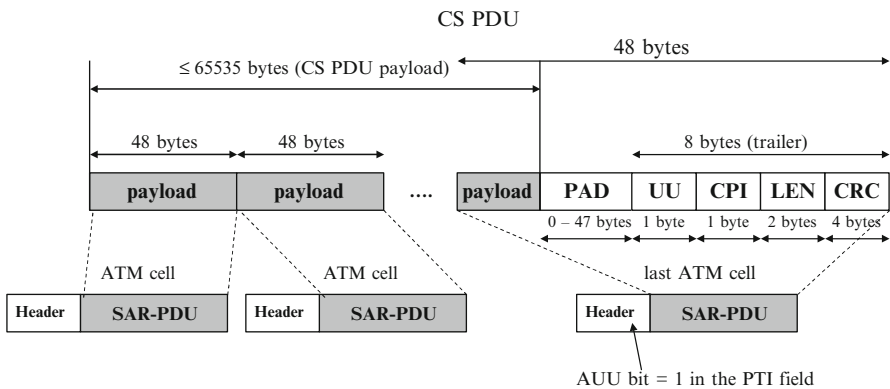 CS PDU
48 bytes
≤ 65535 bytes (CS PDU payload)
48 bytes 48 bytes 8 bytes (trailer)
payload payload .... payload PAD UU CPI LEN CRC
0 – 47 bytes 1 byte 1 byte 2 bytes 4 bytes
ATM cell ATM cell last ATM cell
Header SAR-PDU Header SAR-PDU Header SAR-PDU
AUU bit = 1 in the PTI field